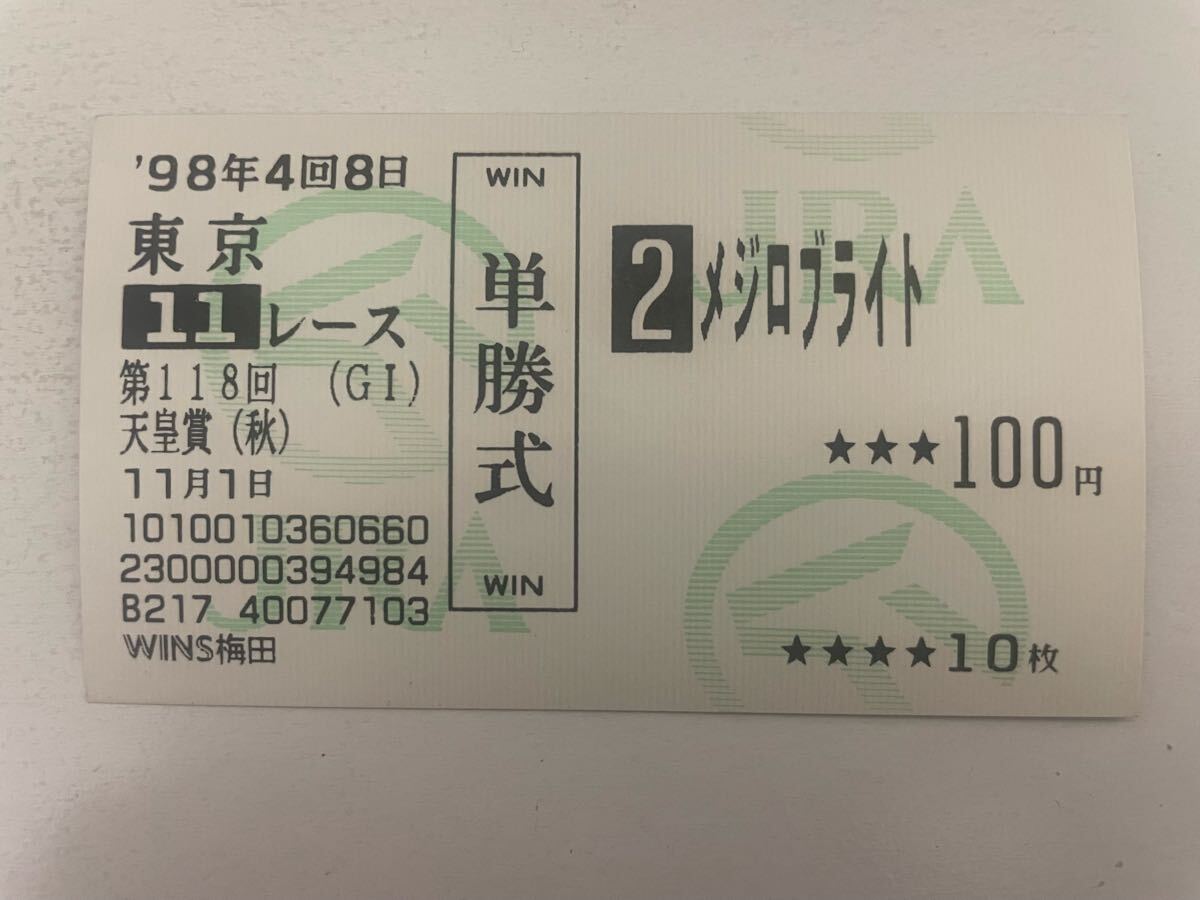 '98年4回8日
東京
11レース
第118回 (GI)
天皇賞(秋)
11月1日
1010010360660
2300000394984
B217 40077103
WINS梅田
WIN
単勝式
WIN
2メジロブライト
★★★100円
★★★★10枚
JRA
JRA